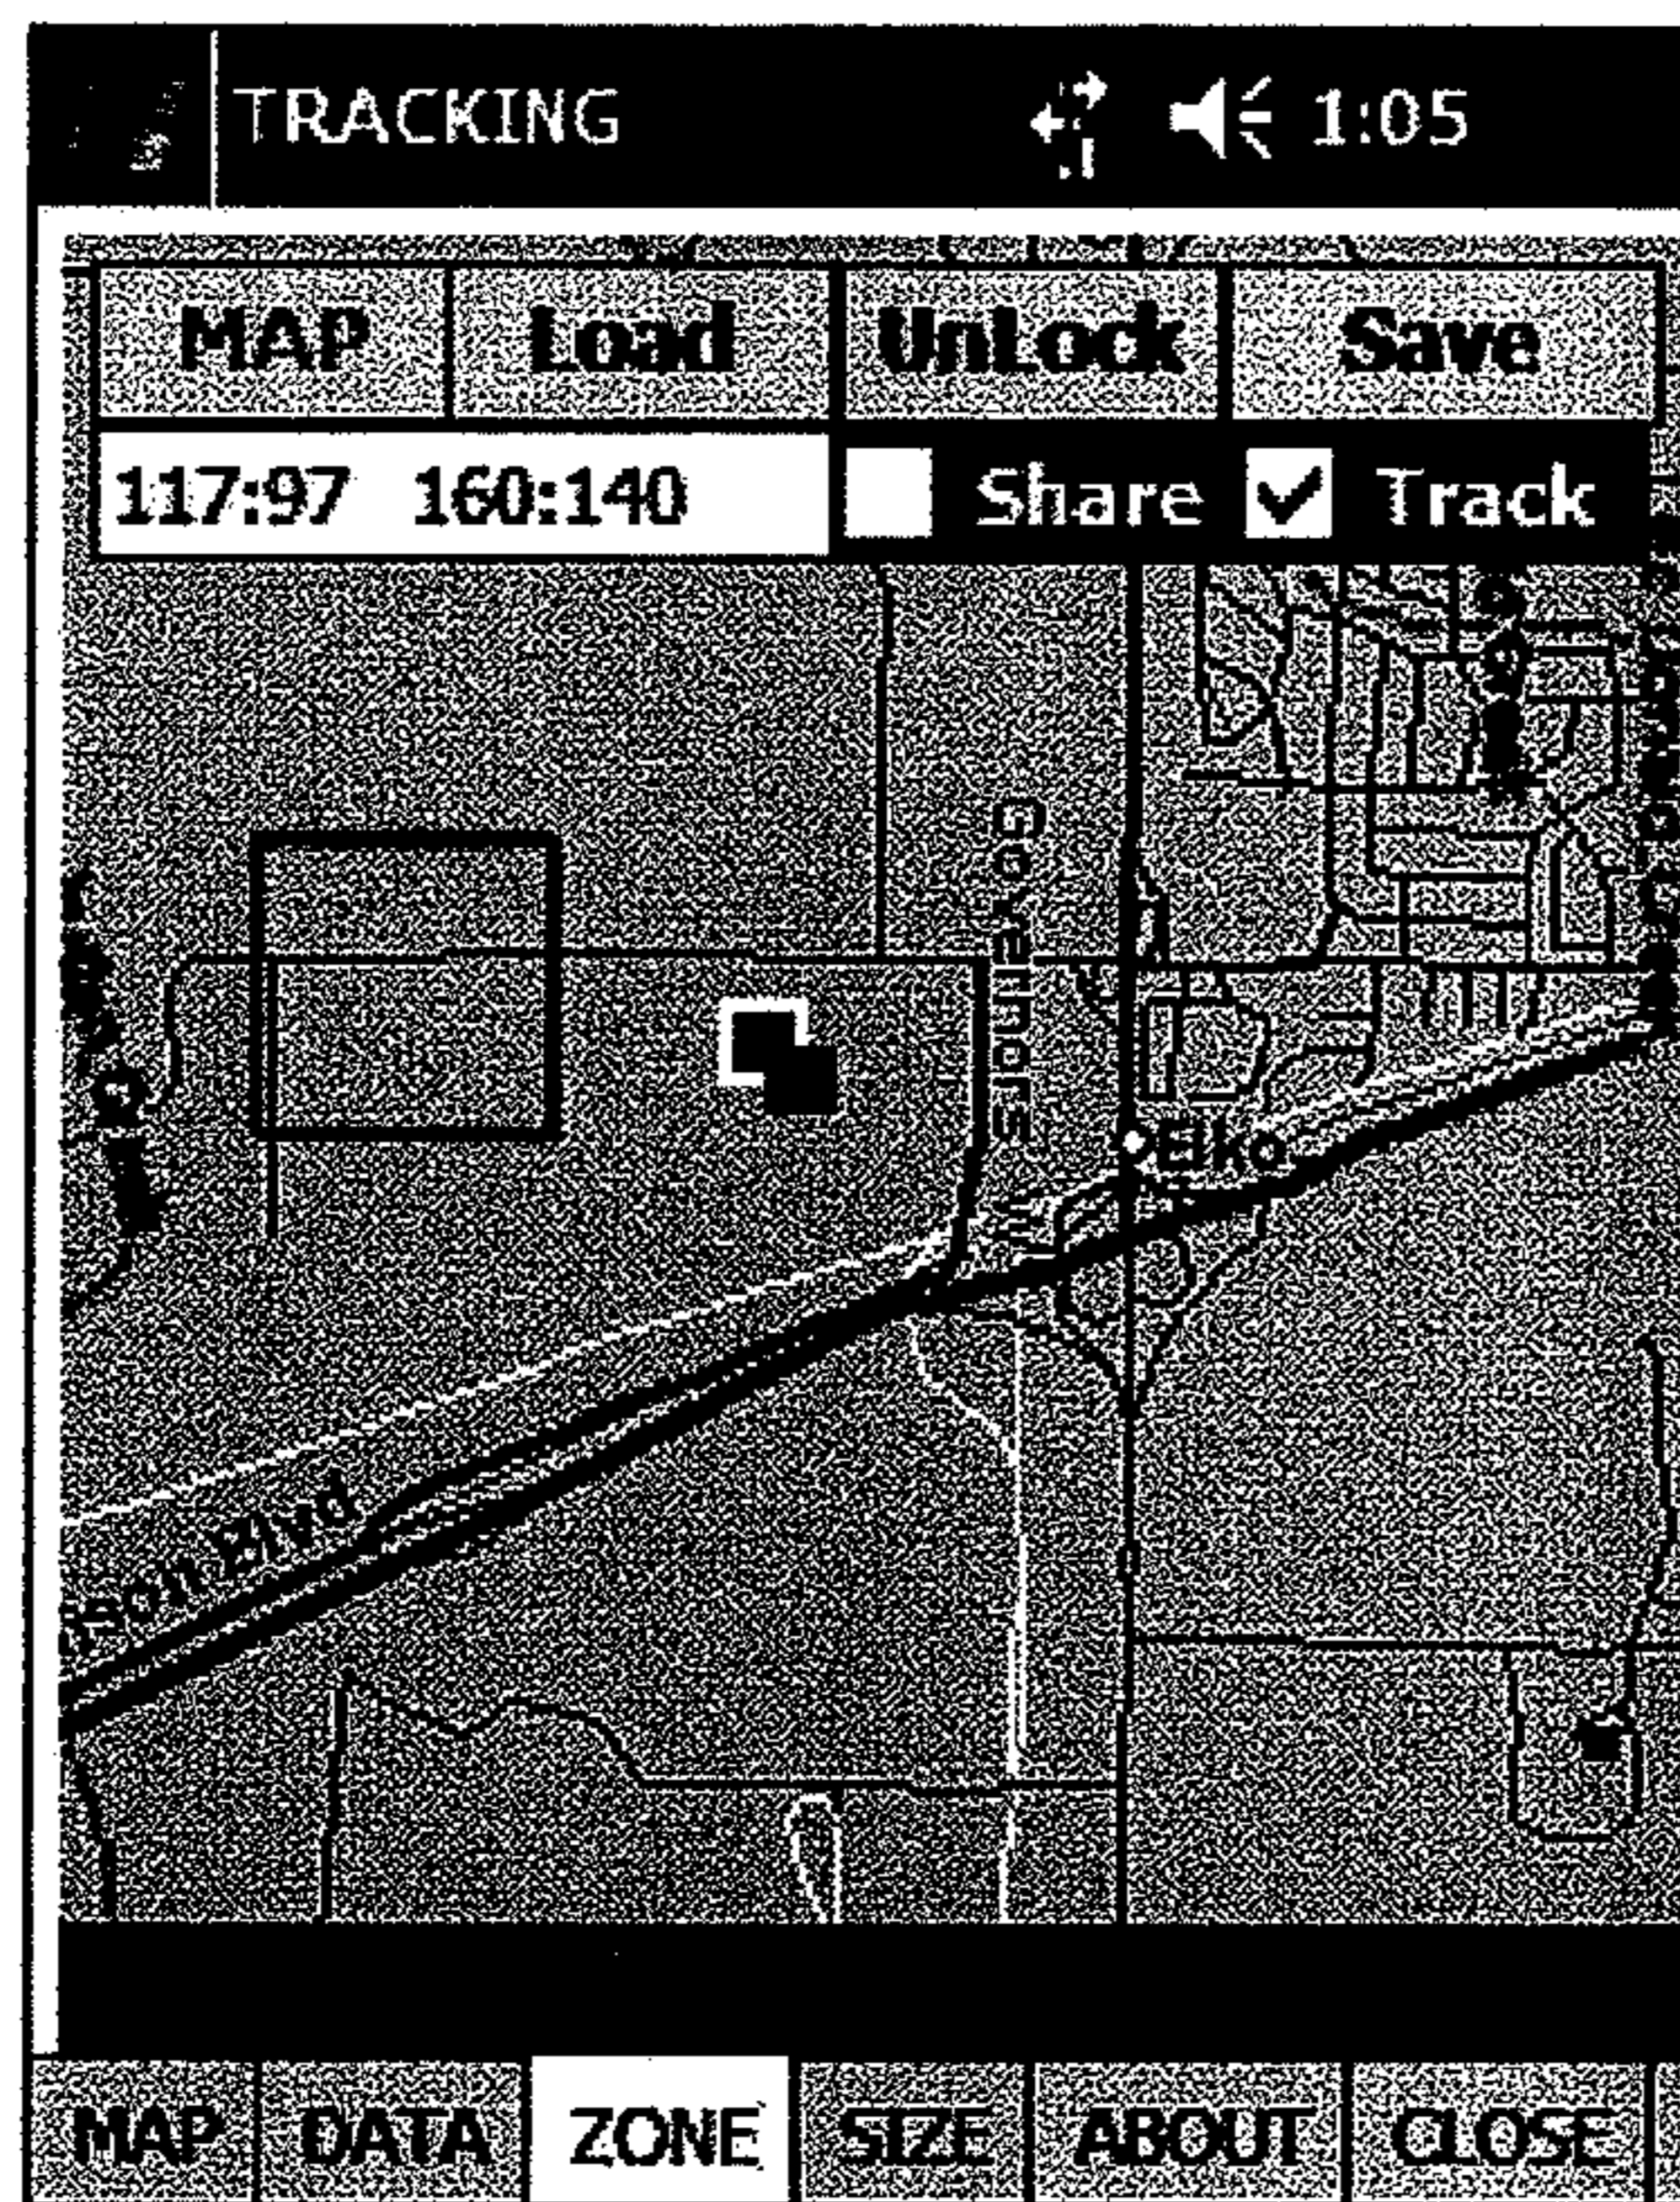 TRACKING 1:05
MAP Load UnLock Save
117:97 160:140 Share Track
Governors
Elko
Blvd
MAP DATA ZONE SIZE ABOUT CLOSE